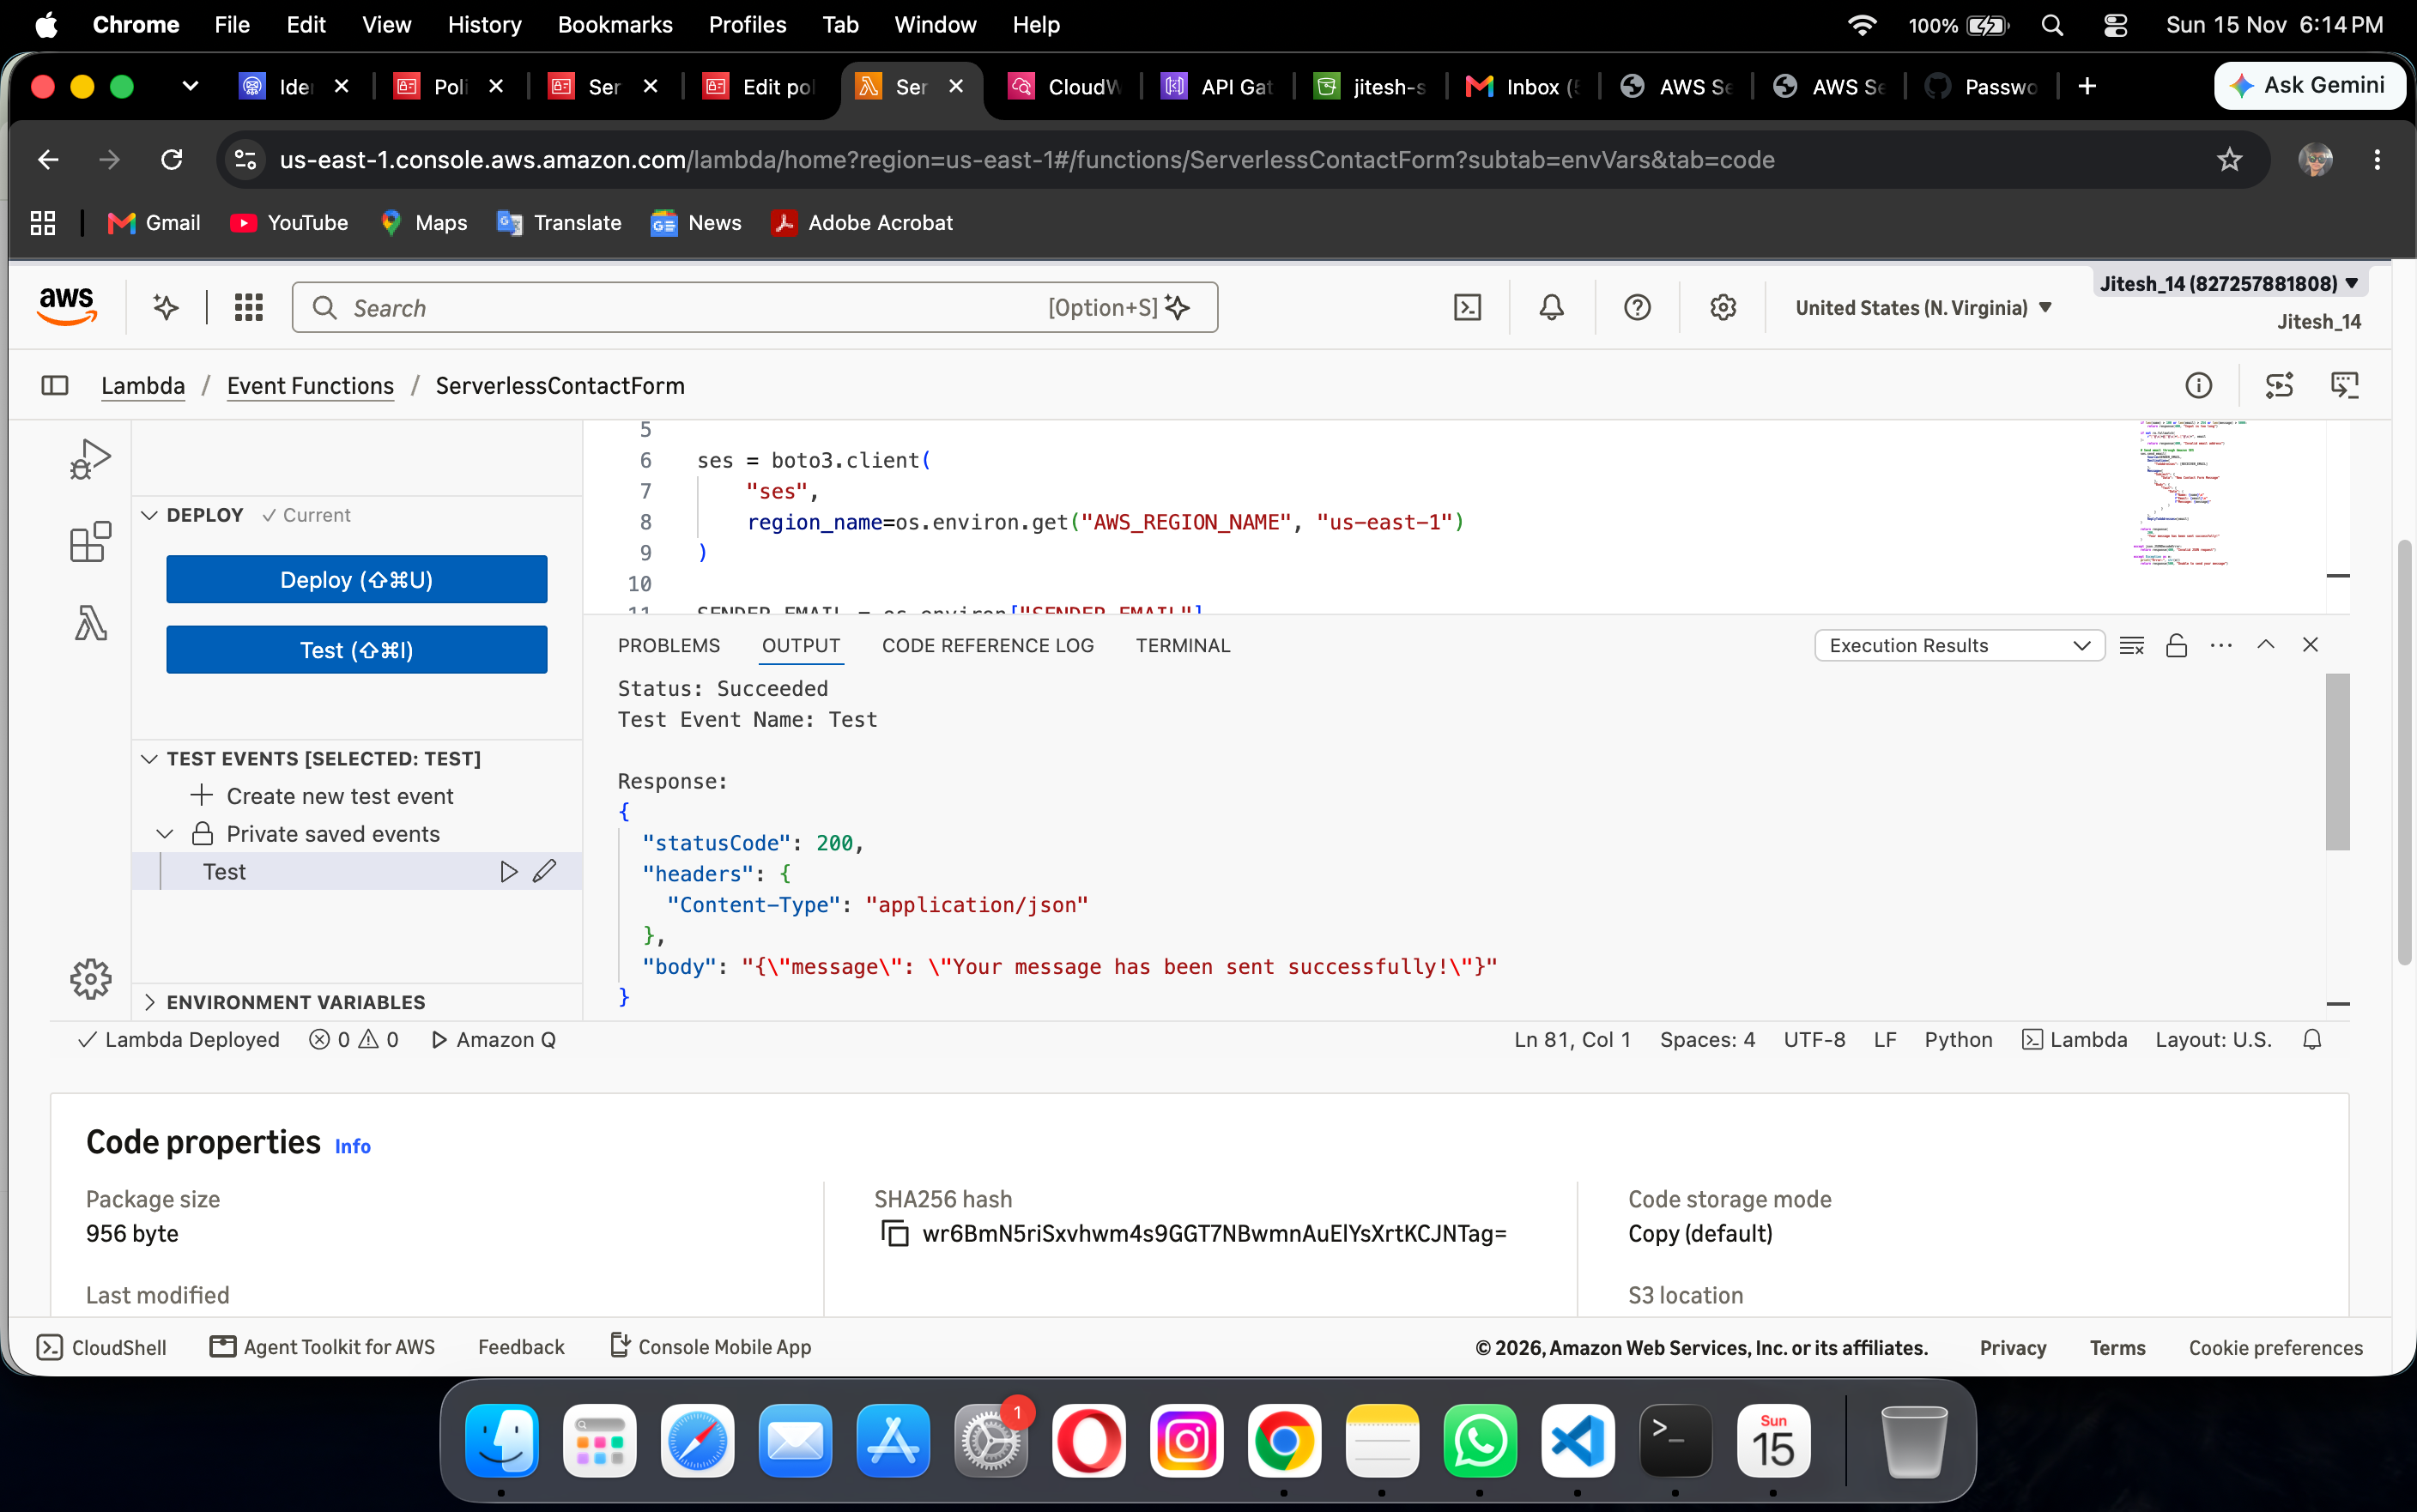 Chrome File Edit View History Bookmarks Profiles Tab Window Help 100% Sun 15 Nov 6:14 PM
Ide Poli Ser Edit pol Ser CloudW API Gat jitesh-s Inbox ( AWS Se AWS Se Passwo Ask Gemini
us-east-1.console.aws.amazon.com/lambda/home?region=us-east-1#/functions/ServerlessContactForm?subtab=envVars&tab=code
Gmail YouTube Maps Translate News Adobe Acrobat
aws Search [Option+S] United States (N. Virginia) Jitesh_14 (827257881808)
Jitesh_14
Lambda / Event Functions / ServerlessContactForm
5
6 ses = boto3.client(
7 "ses",
8 region_name=os.environ.get("AWS_REGION_NAME", "us-east-1")
9 )
10
11 SENDER_EMAIL = os.environ["SENDER_EMAIL"]
DEPLOY Current
Deploy (⇧⌘U)
Test (⇧⌘I)
TEST EVENTS [SELECTED: TEST]
Create new test event
Private saved events
Test
ENVIRONMENT VARIABLES
PROBLEMS OUTPUT CODE REFERENCE LOG TERMINAL Execution Results
Status: Succeeded
Test Event Name: Test
Response:
{
"statusCode": 200,
"headers": {
"Content-Type": "application/json"
},
"body": "{\"message\": \"Your message has been sent successfully!\"}"
}
Lambda Deployed 0 0 Amazon Q Ln 81, Col 1 Spaces: 4 UTF-8 LF Python Lambda Layout: U.S.
Code properties Info
Package size
956 byte
SHA256 hash
wr6BmN5riSxvhwm4s9GGT7NBwmnAuElYsXrtKCJNTag=
Code storage mode
Copy (default)
Last modified
S3 location
CloudShell Agent Toolkit for AWS Feedback Console Mobile App © 2026, Amazon Web Services, Inc. or its affiliates. Privacy Terms Cookie preferences
1
Sun
15